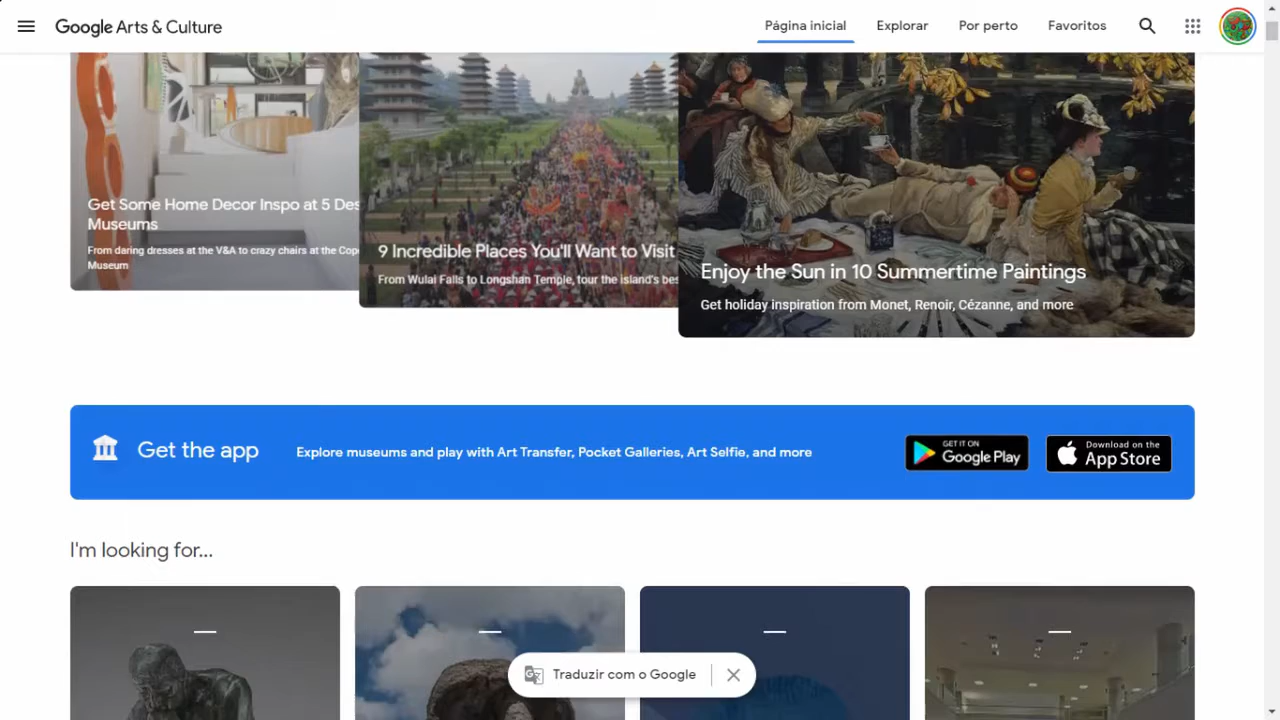 Google Arts & Culture
Página inicial
Explorar
Por perto
Favoritos
Get Some Home Decor Inspo at 5 Des
Museums
From daring dresses at the V&A to crazy chairs at the Cope
Museum
9 Incredible Places You'll Want to Visit
From Wulai Falls to Longshan Temple, tour the island's bes
Enjoy the Sun in 10 Summertime Paintings
Get holiday inspiration from Monet, Renoir, Cézanne, and more
Get the app
Explore museums and play with Art Transfer, Pocket Galleries, Art Selfie, and more
GET IT ON
Google Play
Download on the
App Store
I'm looking for...
Traduzir com o Google